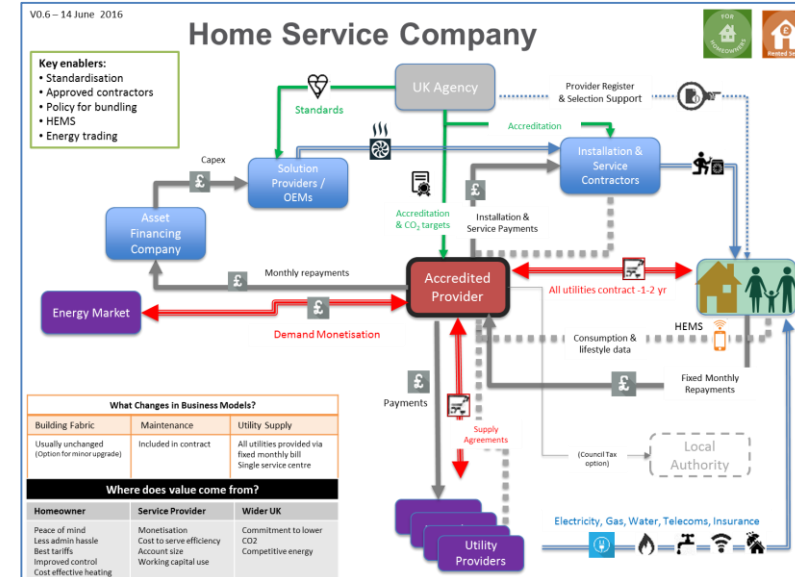 V0.6 – 14 June 2016
Home Service Company
FOR
HOMEOWNERS
Key enablers:
• Standardisation
• Approved contractors
• Policy for bundling
• HEMS
• Energy trading
UK Agency
Provider Register
& Selection Support
Standards
Accreditation
Capex
£
Solution
Providers /
OEMs
Installation &
Service
Contractors
£
Asset
Financing
Company
Accreditation
& CO2 targets
Installation &
Service Payments
Monthly repayments
£
Accredited
Provider
All utilities contract -1-2 yr
Energy Market
£
Demand Monetisation
HEMS
Consumption &
lifestyle data
£
Fixed Monthly
Repayments
£
Payments
Supply
Agreements
(Council Tax
option)
Local
Authority
What Changes in Business Models?
Building Fabric
Maintenance
Utility Supply
Usually unchanged
(Option for minor upgrade)
Included in contract
All utilities provided via
fixed monthly bill
Single service centre
Where does value come from?
Homeowner
Service Provider
Wider UK
Peace of mind
Less admin hassle
Best tariffs
Improved control
Cost effective heating
Monetisation
Cost to serve efficiency
Account size
Working capital use
Commitment to lower
CO2
Competitive energy
Utility
Providers
Electricity, Gas, Water, Telecoms, Insurance